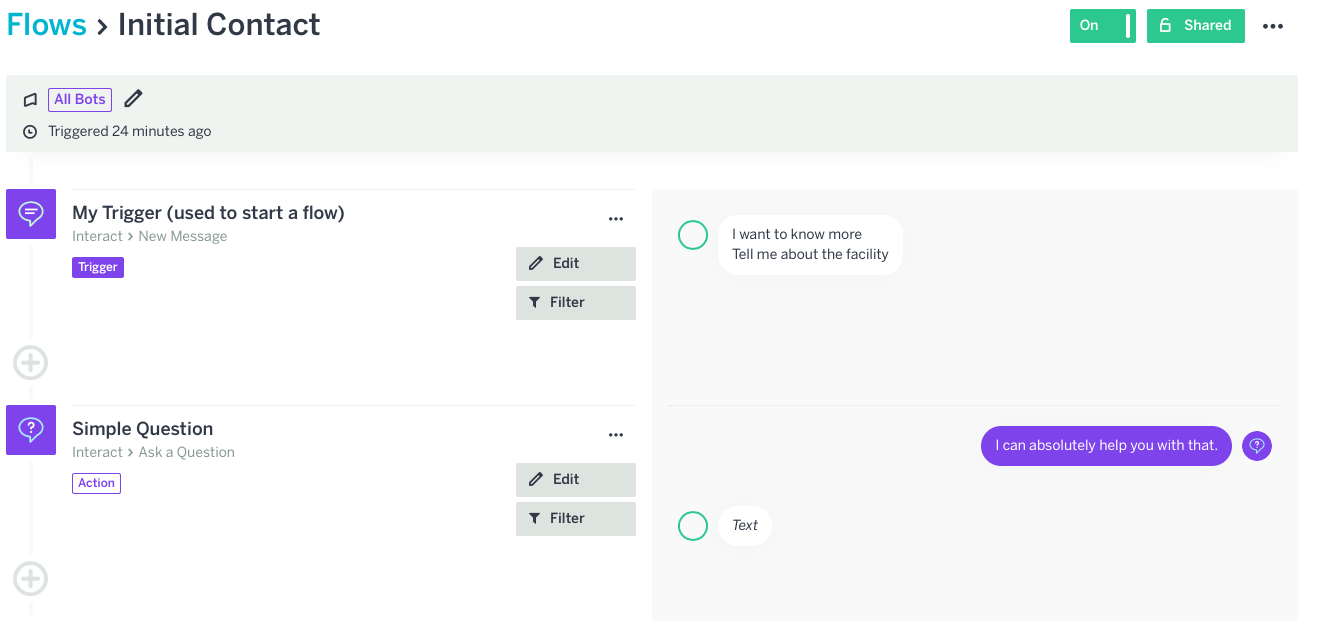 Flows > Initial Contact
On
Shared
All Bots
Triggered 24 minutes ago
My Trigger (used to start a flow)
Interact > New Message
Trigger
Edit
Filter
I want to know more
Tell me about the facility
Simple Question
Interact > Ask a Question
Action
Edit
Filter
I can absolutely help you with that.
Text